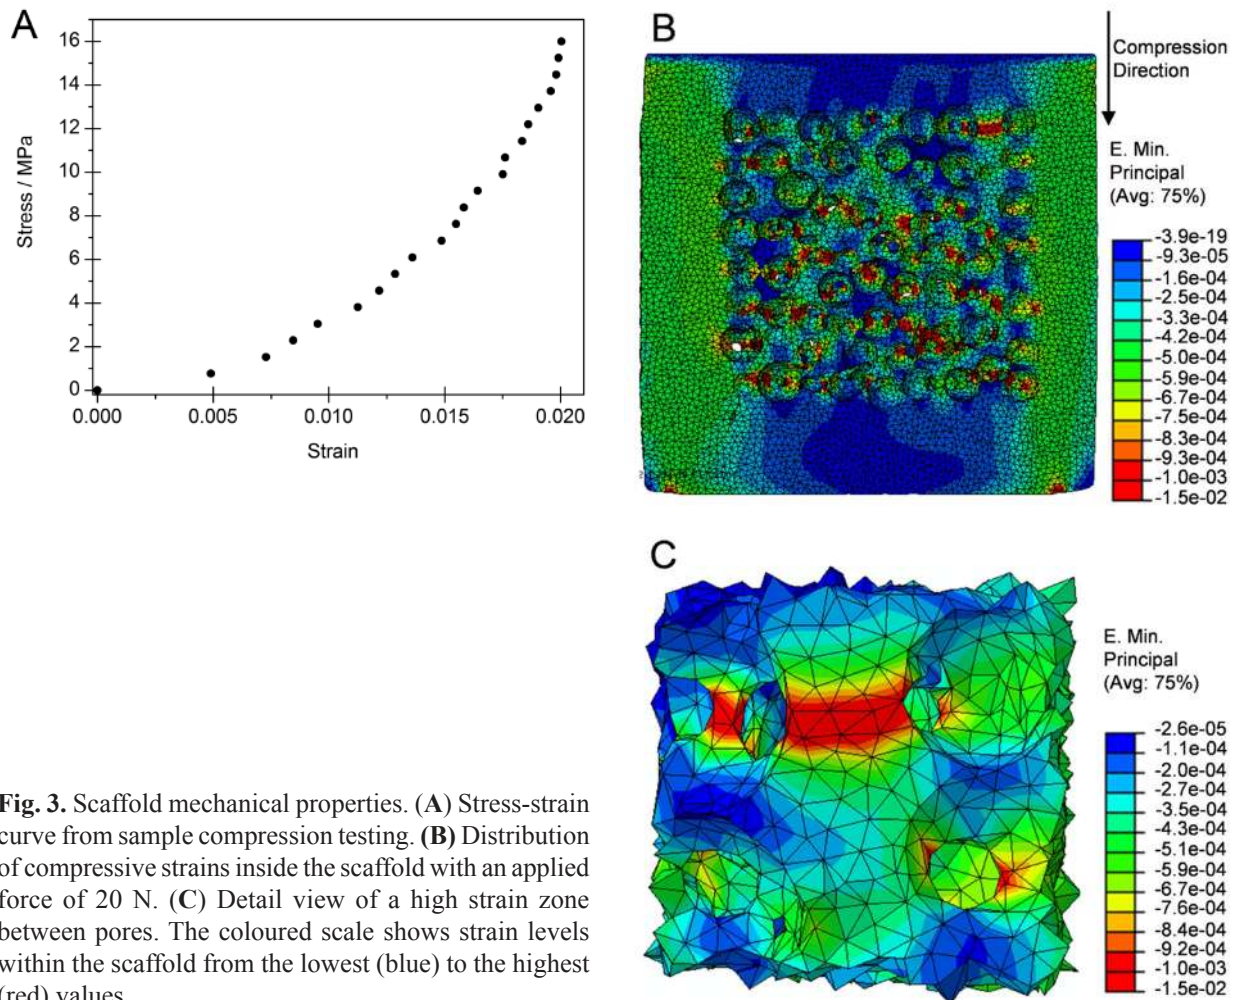 A
16
14
12
10
8
6
4
2
0
Stress / MPa
0.000
0.005
0.010
0.015
0.020
Strain
B
Compression
Direction
E. Min.
Principal
(Avg: 75%)
-3.9e-19
-9.3e-05
-1.6e-04
-2.5e-04
-3.3e-04
-4.2e-04
-5.0e-04
-5.9e-04
-6.7e-04
-7.5e-04
-8.3e-04
-9.3e-04
-1.0e-03
-1.5e-02
C
E. Min.
Principal
(Avg: 75%)
-2.6e-05
-1.1e-04
-2.0e-04
-2.7e-04
-3.5e-04
-4.3e-04
-5.1e-04
-5.9e-04
-6.7e-04
-7.6e-04
-8.4e-04
-9.2e-04
-1.0e-03
-1.5e-02
Fig. 3. Scaffold mechanical properties. (A) Stress-strain
curve from sample compression testing. (B) Distribution
of compressive strains inside the scaffold with an applied
force of 20 N. (C) Detail view of a high strain zone
between pores. The coloured scale shows strain levels
within the scaffold from the lowest (blue) to the highest
(red) values.